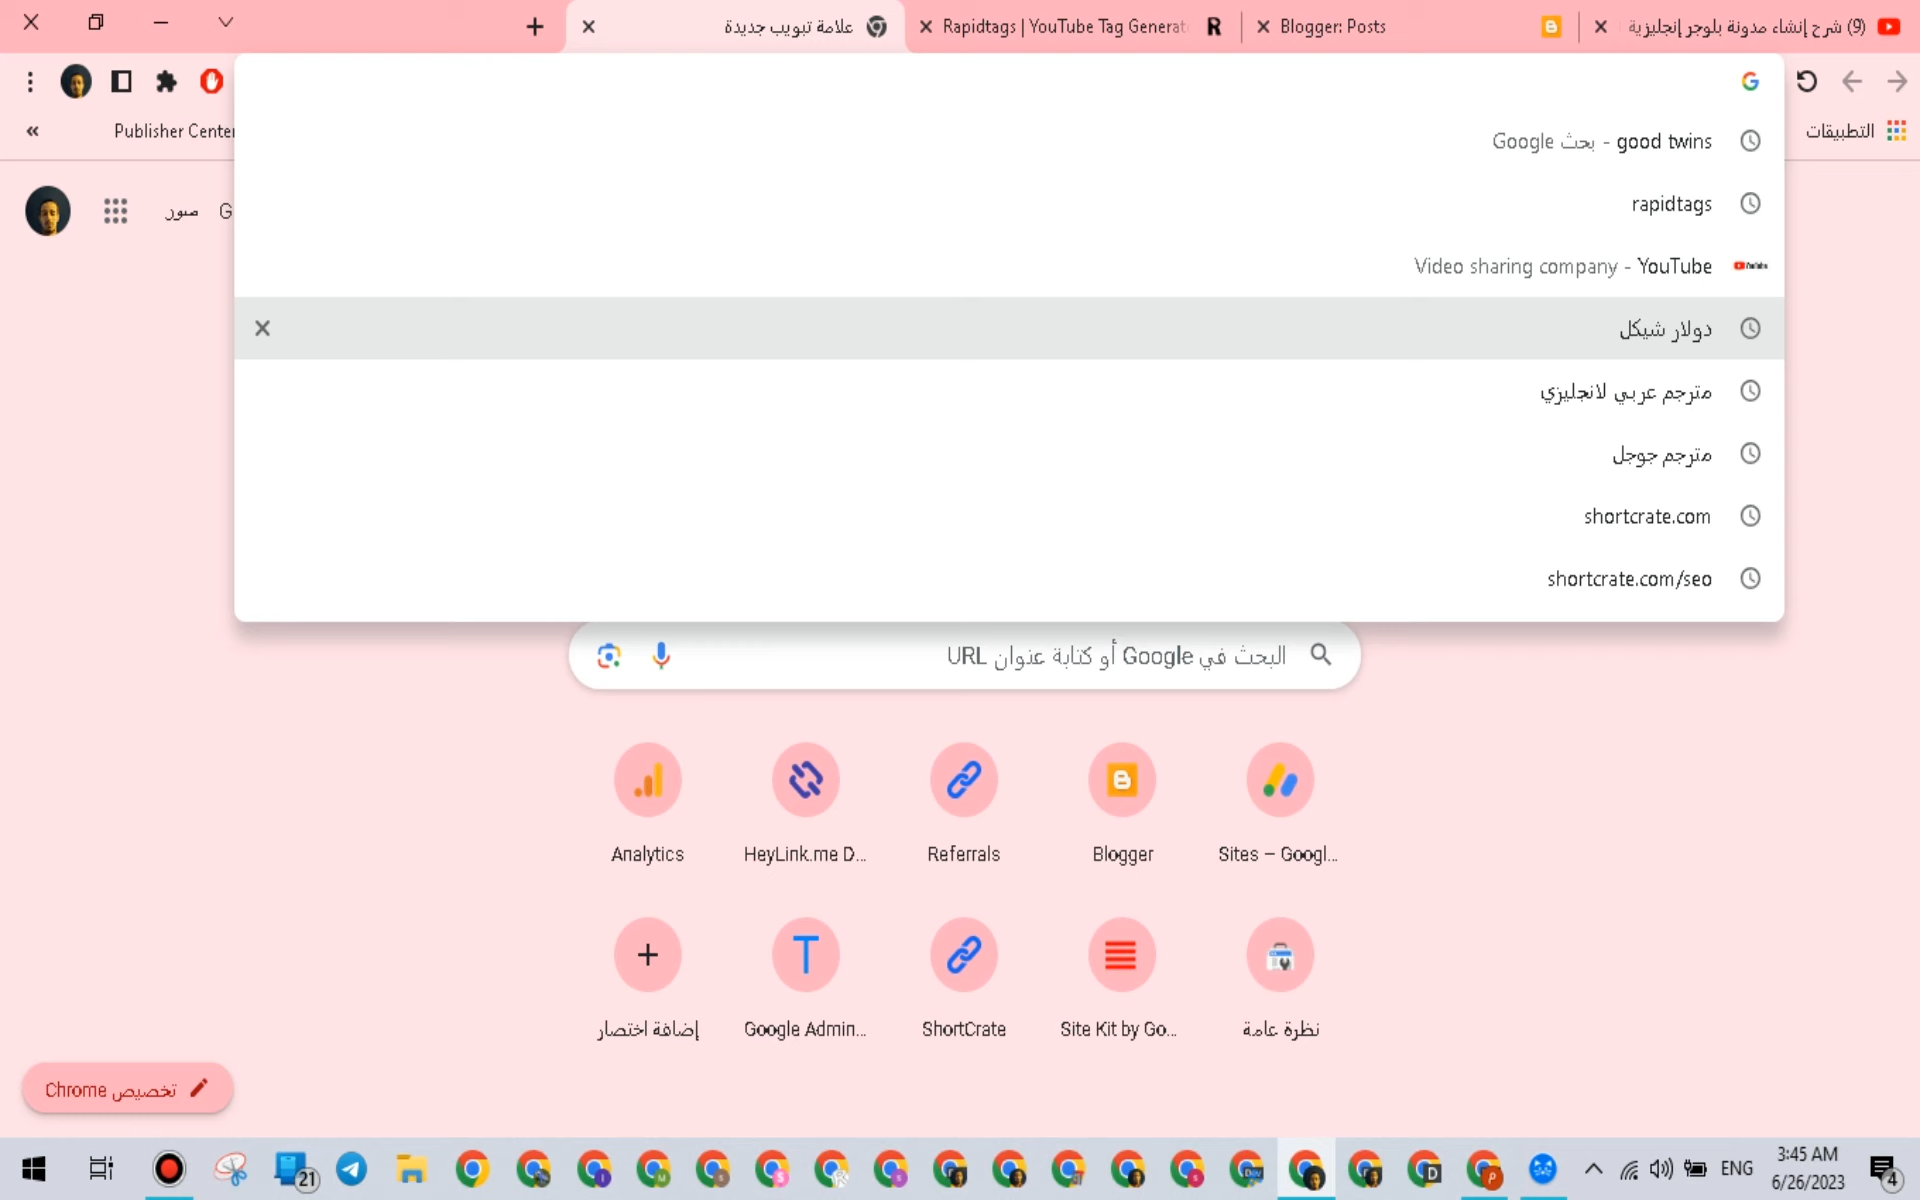 علامة تبويب جديدة
Rapidtags | YouTube Tag Generat
Blogger: Posts
(9) شرح إنشاء مدونة بلوجر إنجليزية
Publisher Center
التطبيقات
صور
G
good twins - بحث Google
rapidtags
YouTube - Video sharing company
دولار شيكل
مترجم عربي لانجليزي
مترجم جوجل
shortcrate.com
shortcrate.com/seo
البحث في Google أو كتابة عنوان URL
Analytics
HeyLink.me D...
Referrals
Blogger
Sites – Googl...
إضافة اختصار
Google Admin...
ShortCrate
Site Kit by Go...
نظرة عامة
تخصيص Chrome
21
ENG
3:45 AM
6/26/2023
4